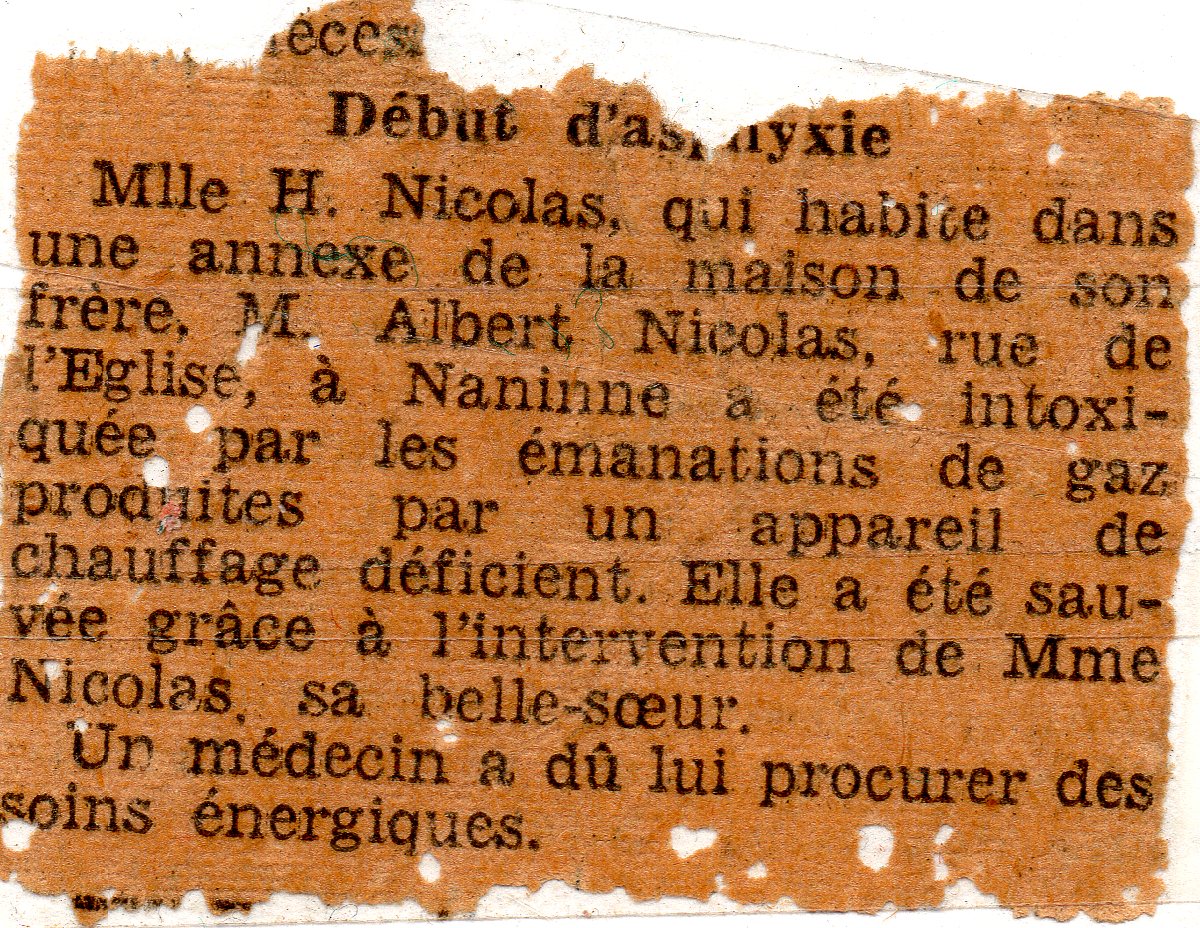 Début d'asphyxie
Mlle H. Nicolas, qui habite dans
une annexe de la maison de son
frère, M. Albert Nicolas, rue de
l'Eglise, à Naninne a été intoxi-
quée par les émanations de gaz
produites par un appareil de
chauffage déficient. Elle a été sau-
vée grâce à l'intervention de Mme
Nicolas, sa belle-sœur.
Un médecin a dû lui procurer des
soins énergiques.